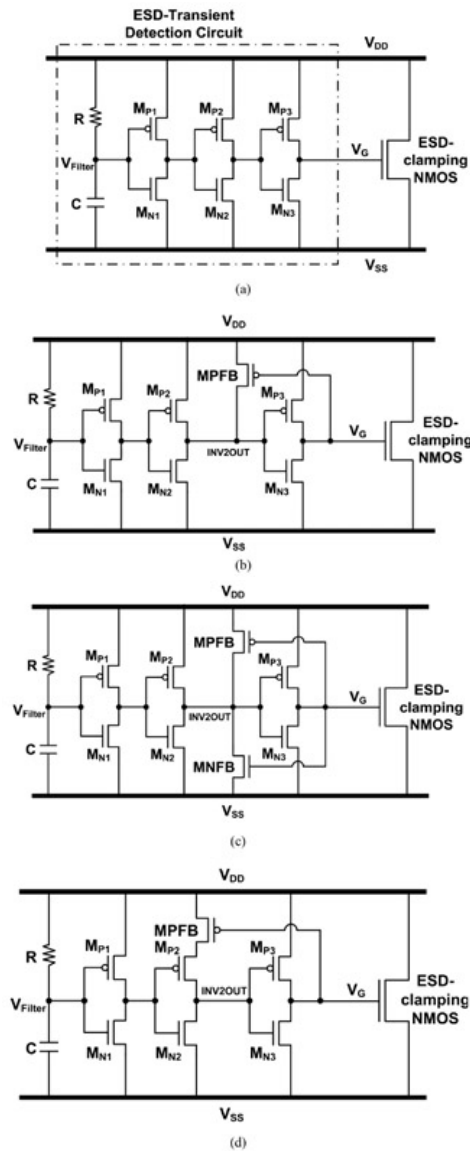 ESD-Transient
Detection Circuit
VDD
R
MP1
MP2
MP3
VFilter
VG
ESD-
clamping
NMOS
C
MN1
MN2
MN3
VSS
(a)
VDD
MPFB
R
MP1
MP2
MP3
VFilter
INV2OUT
VG
ESD-
clamping
NMOS
C
MN1
MN2
MN3
VSS
(b)
VDD
MPFB
R
MP1
MP2
MP3
VFilter
INV2OUT
VG
ESD-
clamping
NMOS
C
MN1
MN2
MNFB
MN3
VSS
(c)
VDD
MPFB
R
MP1
MP2
MP3
VFilter
INV2OUT
VG
ESD-
clamping
NMOS
C
MN1
MN2
MN3
VSS
(d)